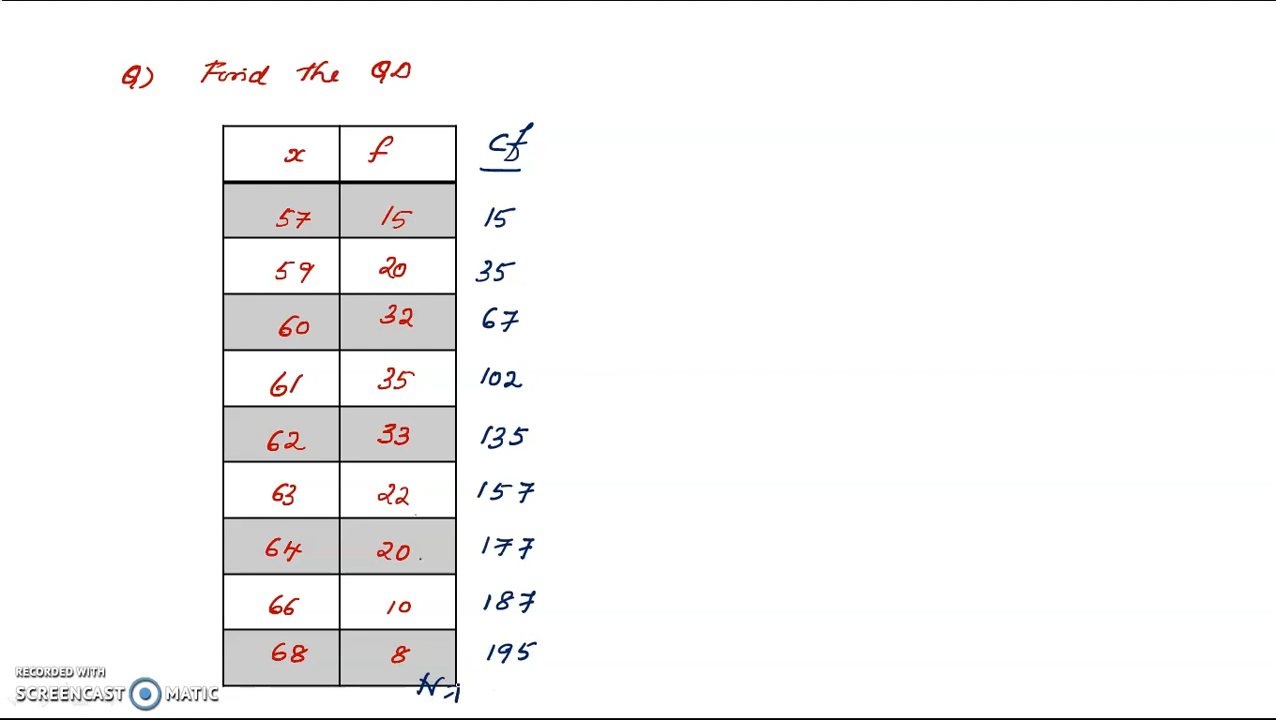 Q) Find the QD
x f cf
57 15 15
59 20 35
60 32 67
61 35 102
62 33 135
63 22 157
64 20 177
66 10 187
68 8 195
N=1
RECORDED WITH
SCREENCAST MATIC